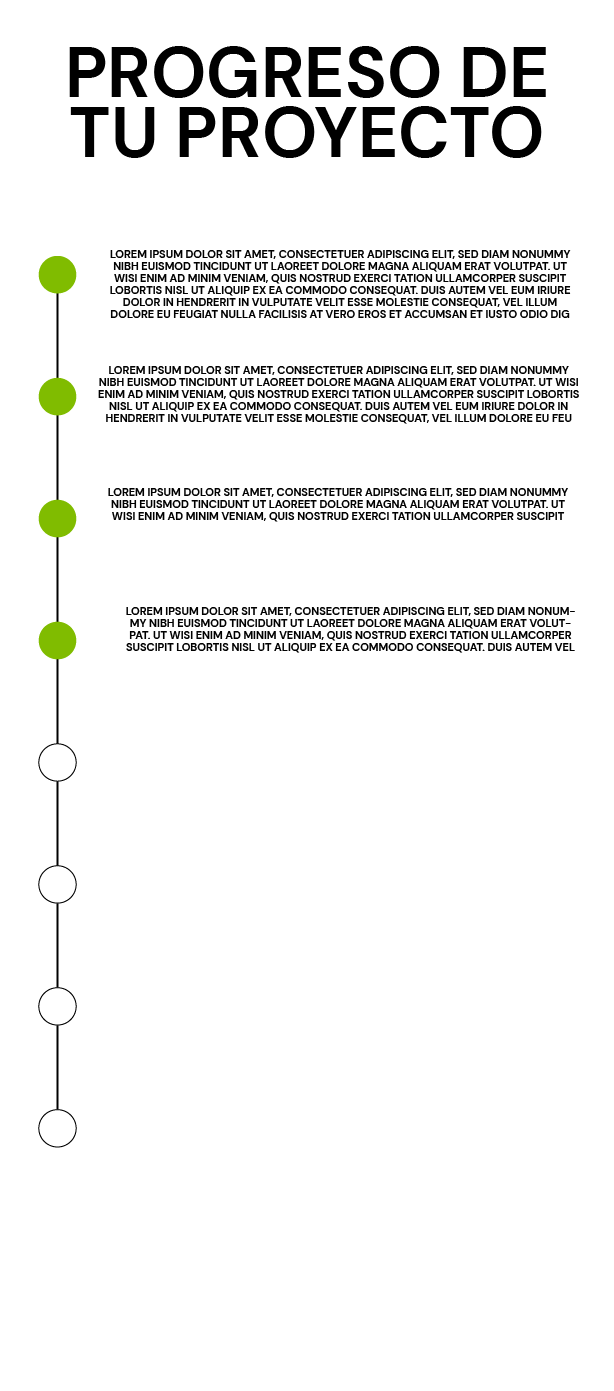 PROGRESO DE
TU PROYECTO
LOREM IPSUM DOLOR SIT AMET, CONSECTETUER ADIPISCING ELIT, SED DIAM NONUMMY
NIBH EUISMOD TINCIDUNT UT LAOREET DOLORE MAGNA ALIQUAM ERAT VOLUTPAT. UT
WISI ENIM AD MINIM VENIAM, QUIS NOSTRUD EXERCI TATION ULLAMCORPER SUSCIPIT
LOBORTIS NISL UT ALIQUIP EX EA COMMODO CONSEQUAT. DUIS AUTEM VEL EUM IRIURE
DOLOR IN HENDRERIT IN VULPUTATE VELIT ESSE MOLESTIE CONSEQUAT, VEL ILLUM
DOLORE EU FEUGIAT NULLA FACILISIS AT VERO EROS ET ACCUMSAN ET IUSTO ODIO DIG
LOREM IPSUM DOLOR SIT AMET, CONSECTETUER ADIPISCING ELIT, SED DIAM NONUMMY
NIBH EUISMOD TINCIDUNT UT LAOREET DOLORE MAGNA ALIQUAM ERAT VOLUTPAT. UT WISI
ENIM AD MINIM VENIAM, QUIS NOSTRUD EXERCI TATION ULLAMCORPER SUSCIPIT LOBORTIS
NISL UT ALIQUIP EX EA COMMODO CONSEQUAT. DUIS AUTEM VEL EUM IRIURE DOLOR IN
HENDRERIT IN VULPUTATE VELIT ESSE MOLESTIE CONSEQUAT, VEL ILLUM DOLORE EU FEU
LOREM IPSUM DOLOR SIT AMET, CONSECTETUER ADIPISCING ELIT, SED DIAM NONUMMY
NIBH EUISMOD TINCIDUNT UT LAOREET DOLORE MAGNA ALIQUAM ERAT VOLUTPAT. UT
WISI ENIM AD MINIM VENIAM, QUIS NOSTRUD EXERCI TATION ULLAMCORPER SUSCIPIT
LOREM IPSUM DOLOR SIT AMET, CONSECTETUER ADIPISCING ELIT, SED DIAM NONUM-
MY NIBH EUISMOD TINCIDUNT UT LAOREET DOLORE MAGNA ALIQUAM ERAT VOLUT-
PAT. UT WISI ENIM AD MINIM VENIAM, QUIS NOSTRUD EXERCI TATION ULLAMCORPER
SUSCIPIT LOBORTIS NISL UT ALIQUIP EX EA COMMODO CONSEQUAT. DUIS AUTEM VEL